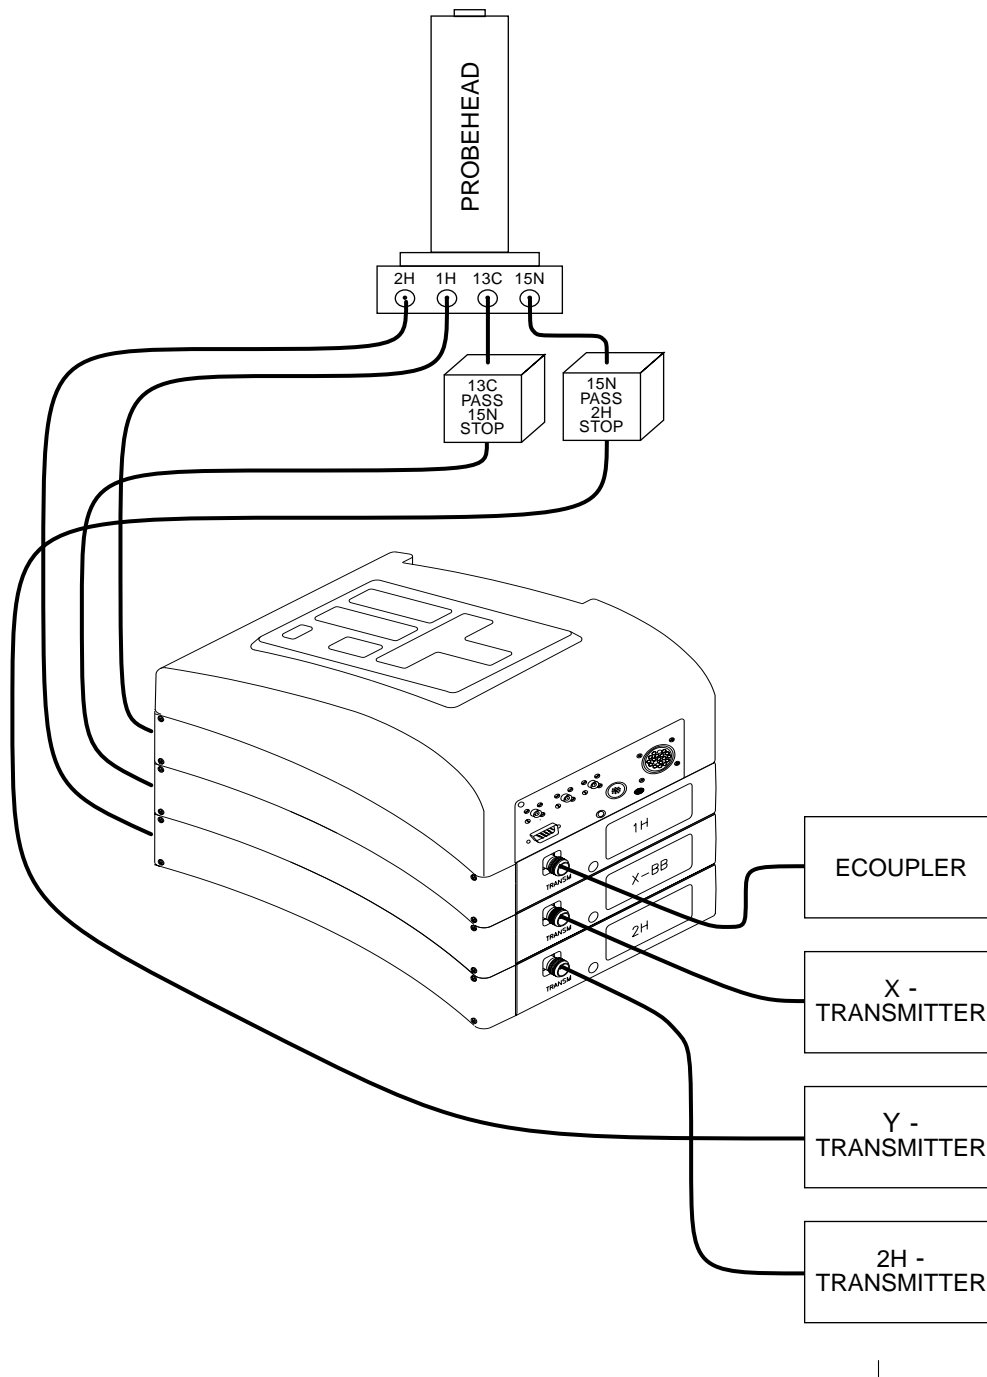 PROBEHEAD
2H 1H 13C 15N
13C
PASS
15N
STOP
15N
PASS
2H
STOP
1H
TRANSM
X-BB
TRANSM
2H
TRANSM
ECOUPLER
X -
TRANSMITTER
Y -
TRANSMITTER
2H -
TRANSMITTER